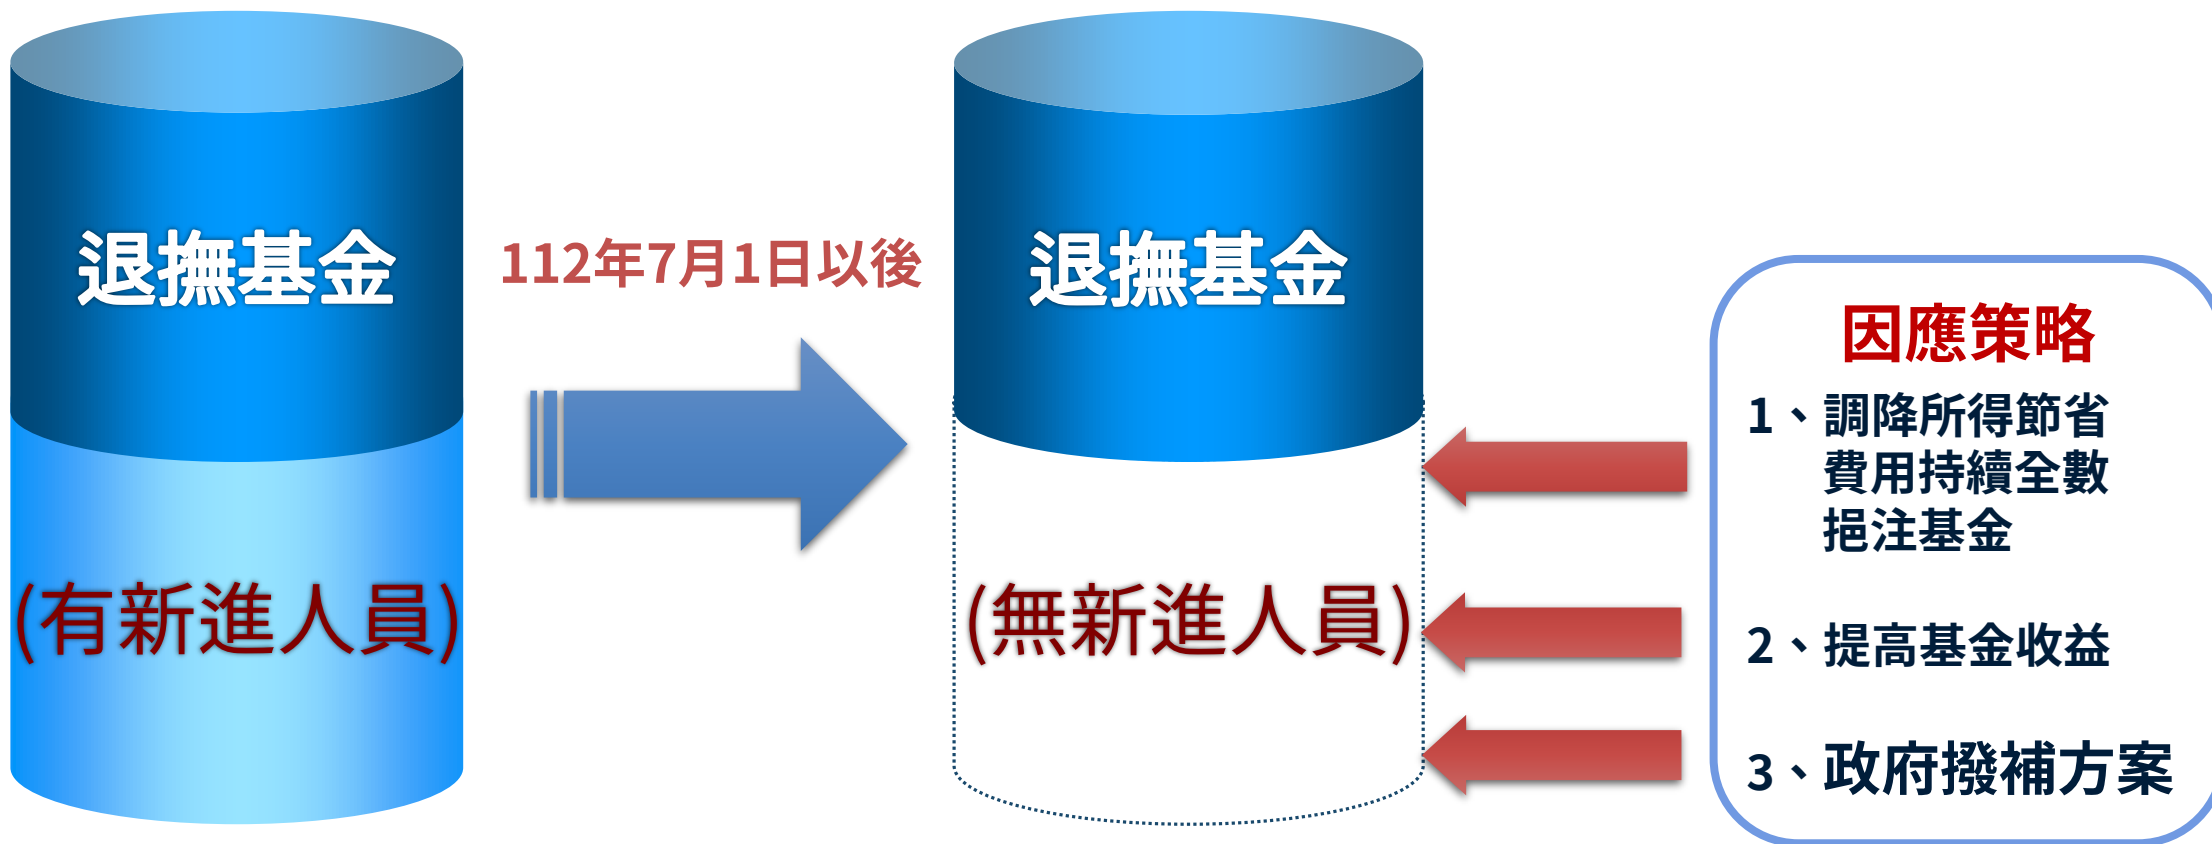 退撫基金
(有新進人員)
112年7月1日以後
退撫基金
(無新進人員)
因應策略
1、調降所得節省
費用持續全數
挹注基金
2、提高基金收益
3、政府撥補方案